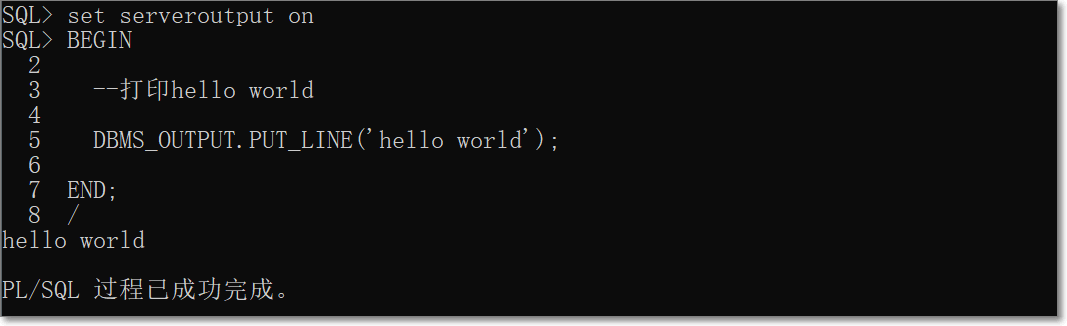 SQL> set serveroutput on
SQL> BEGIN
2
3    --打印hello world
4
5    DBMS_OUTPUT.PUT_LINE('hello world');
6
7  END;
8  /
hello world
PL/SQL 过程已成功完成。